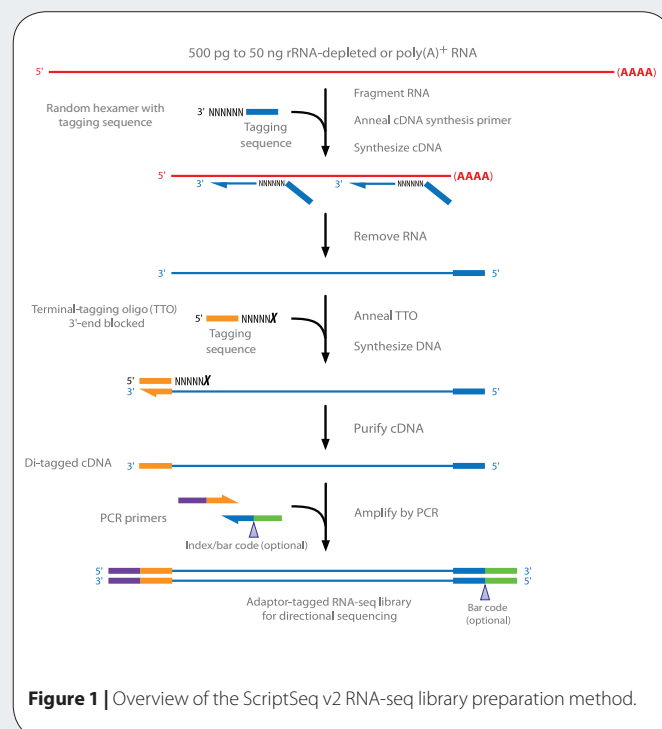 500 pg to 50 ng rRNA-depleted or poly(A)+ RNA
5'
(AAAA)
Random hexamer with
tagging sequence
3' NNNNNN
Tagging
sequence
Fragment RNA
Anneal cDNA synthesis primer
Synthesize cDNA
5'
(AAAA)
3'
NNNNNN
3'
NNNNNN
Remove RNA
3'
5'
Terminal-tagging oligo (TTO)
3'-end blocked
5'
NNNNNX
Tagging
sequence
Anneal TTO
Synthesize DNA
5'
NNNNNX
3'
5'
Purify cDNA
Di-tagged cDNA
3'
5'
PCR primers
Index/bar code (optional)
Amplify by PCR
5'
3'
3'
5'
Adaptor-tagged RNA-seq library
for directional sequencing
Bar code
(optional)
Figure 1 | Overview of the ScriptSeq v2 RNA-seq library preparation method.